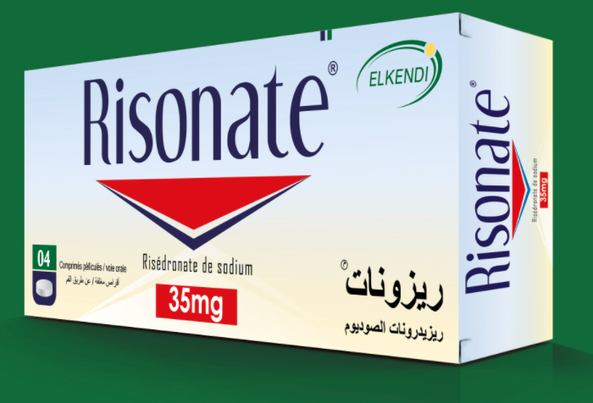 Risonate®
ELKENDI
Risédronate de sodium
35mg
04
Comprimés péliculés / voie orale
أقراص مغلفة / عن طريق الفم
ريزونات
ريزيدرونات الصوديوم
Risonate®
Risédronate de sodium
35mg